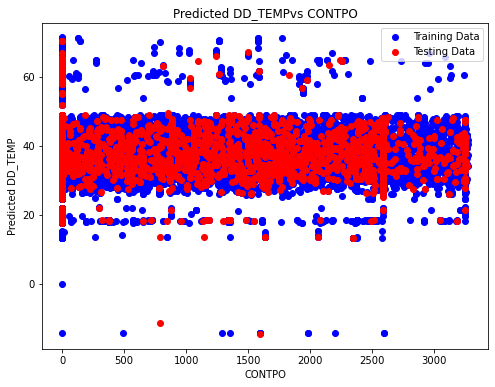 Predicted DD_TEMPvs CONTPO
Training Data
Testing Data
Predicted DD_TEMP
60
40
20
0
0
500
1000
1500
2000
2500
3000
CONTPO